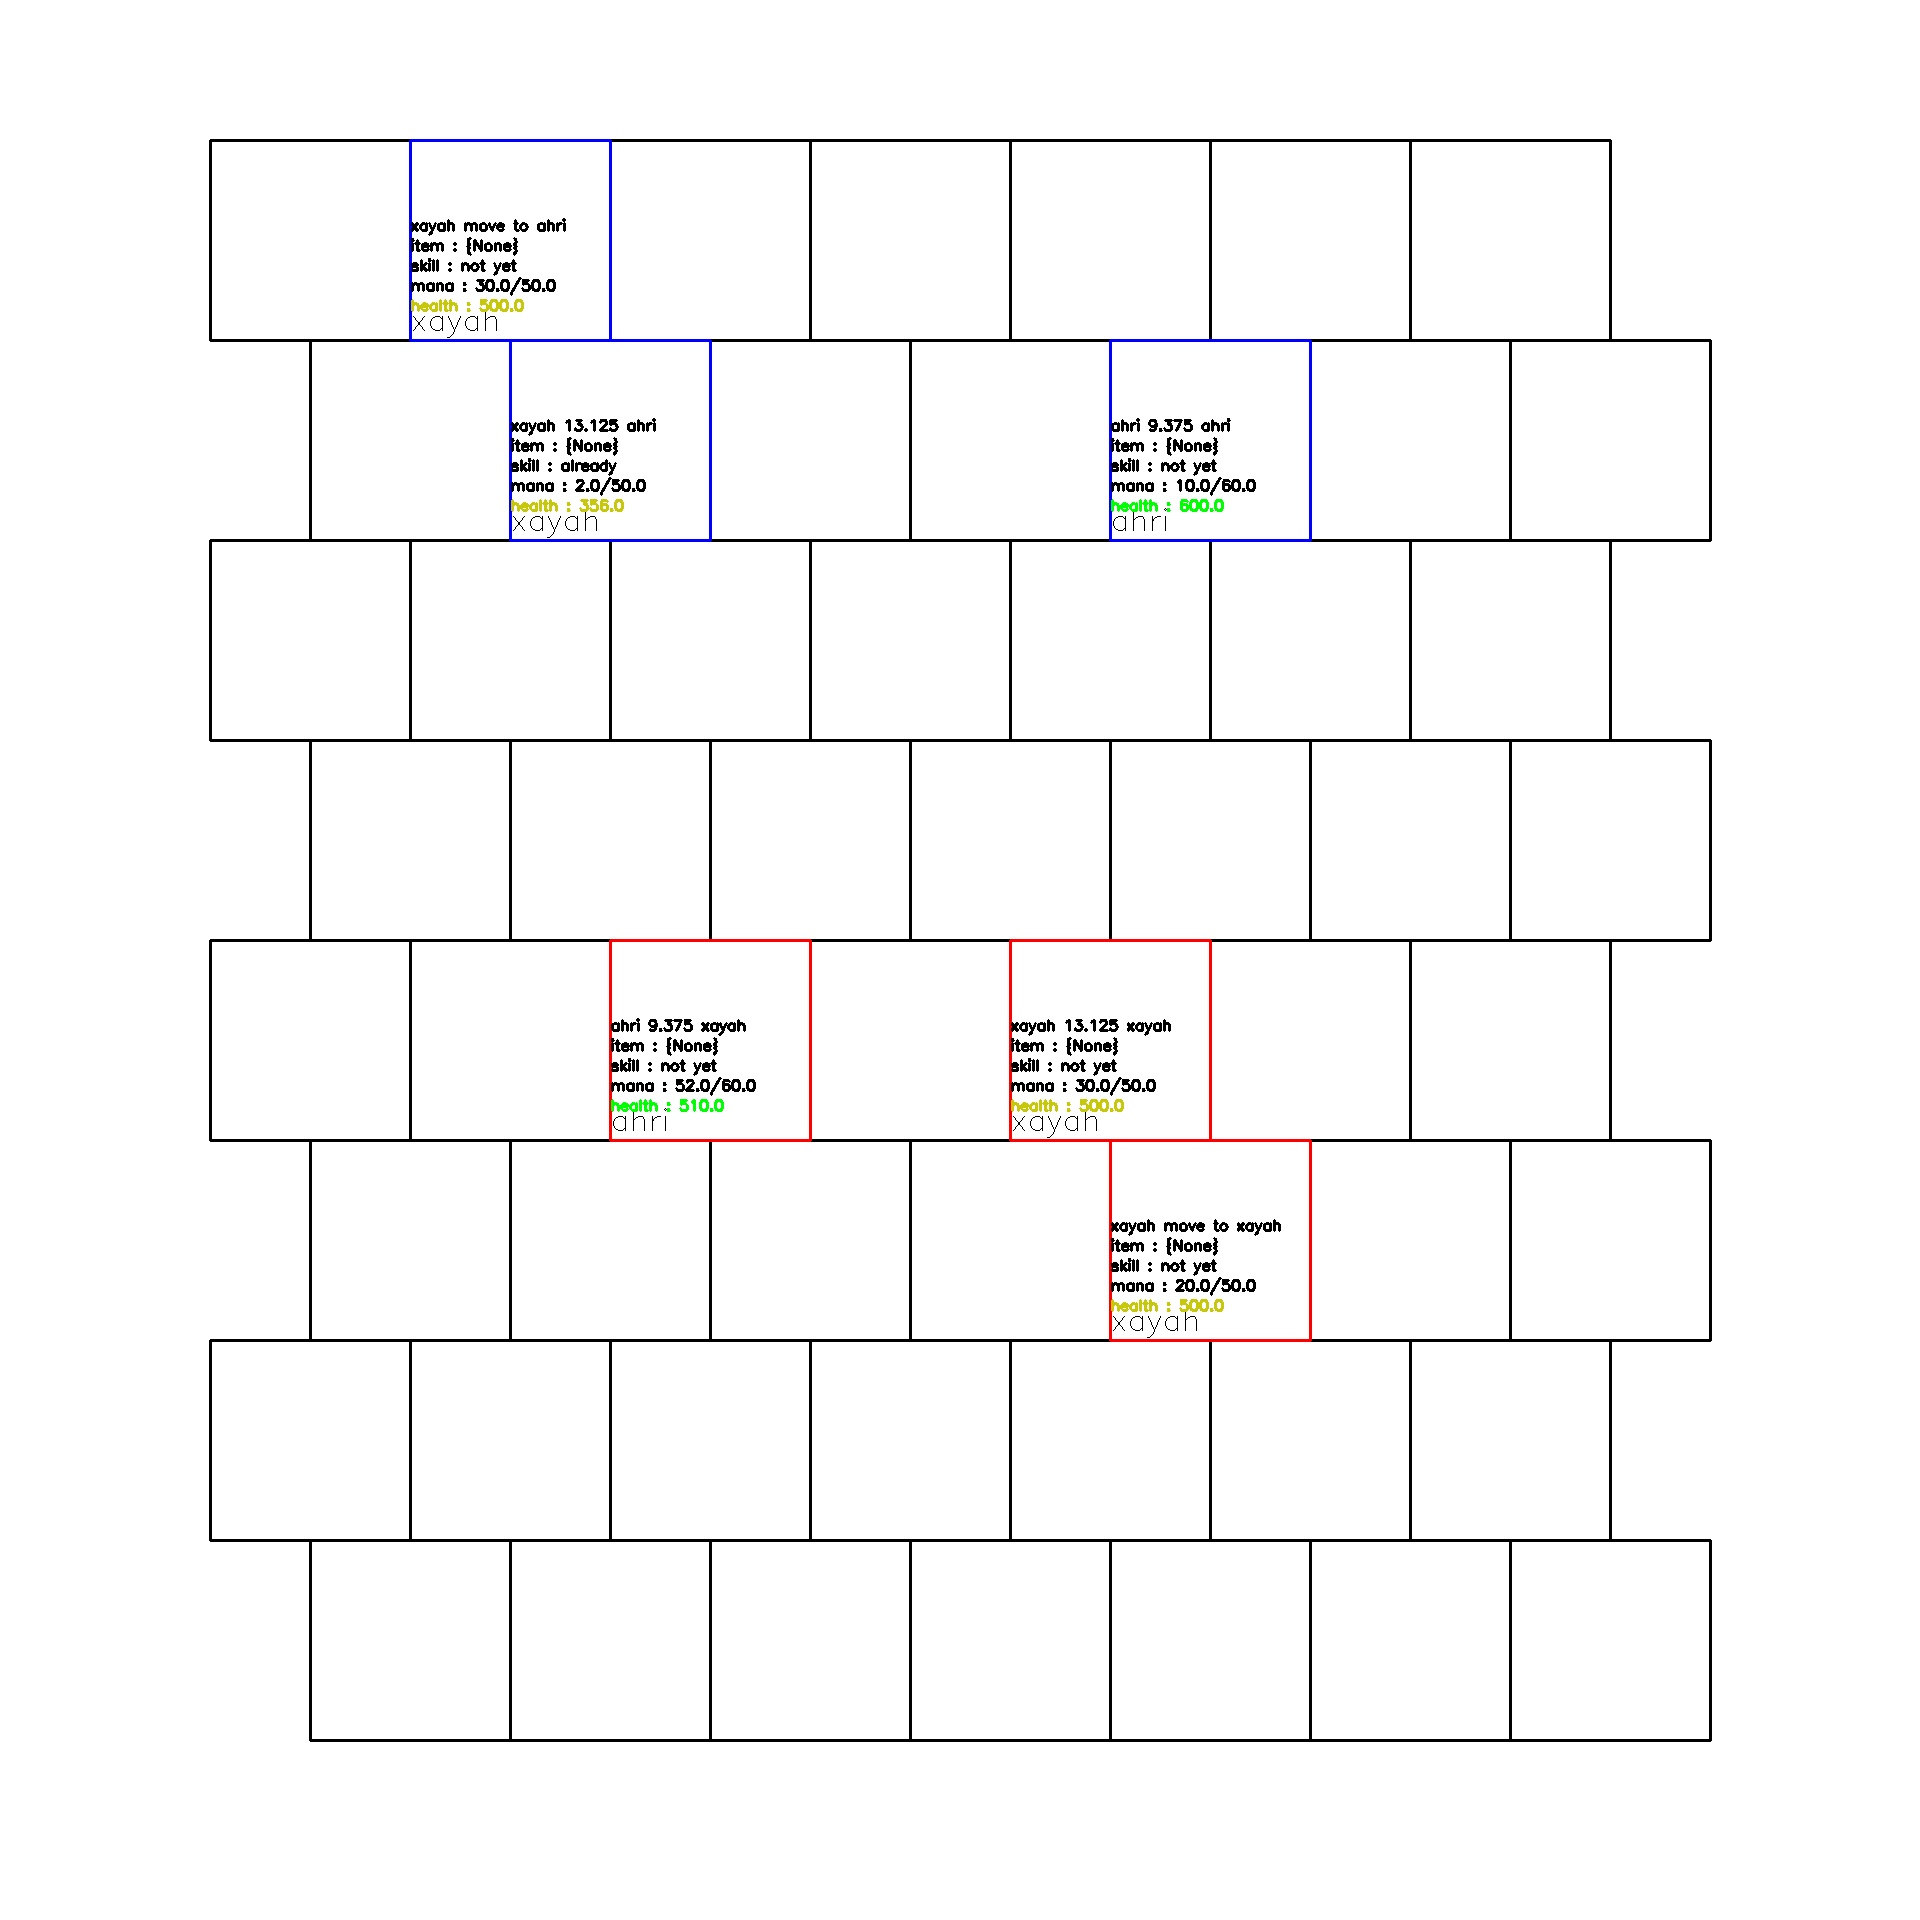 xayah move to ahri
item : {None}
skill : not yet
mana : 30.0/50.0
health : 500.0
xayah
xayah 13.125 ahri
item : {None}
skill : already
mana : 2.0/50.0
health : 356.0
xayah
ahri 9.375 ahri
item : {None}
skill : not yet
mana : 10.0/60.0
health : 600.0
ahri
ahri 9.375 xayah
item : {None}
skill : not yet
mana : 52.0/60.0
health : 510.0
ahri
xayah 13.125 xayah
item : {None}
skill : not yet
mana : 30.0/50.0
health : 500.0
xayah
xayah move to xayah
item : {None}
skill : not yet
mana : 20.0/50.0
health : 500.0
xayah